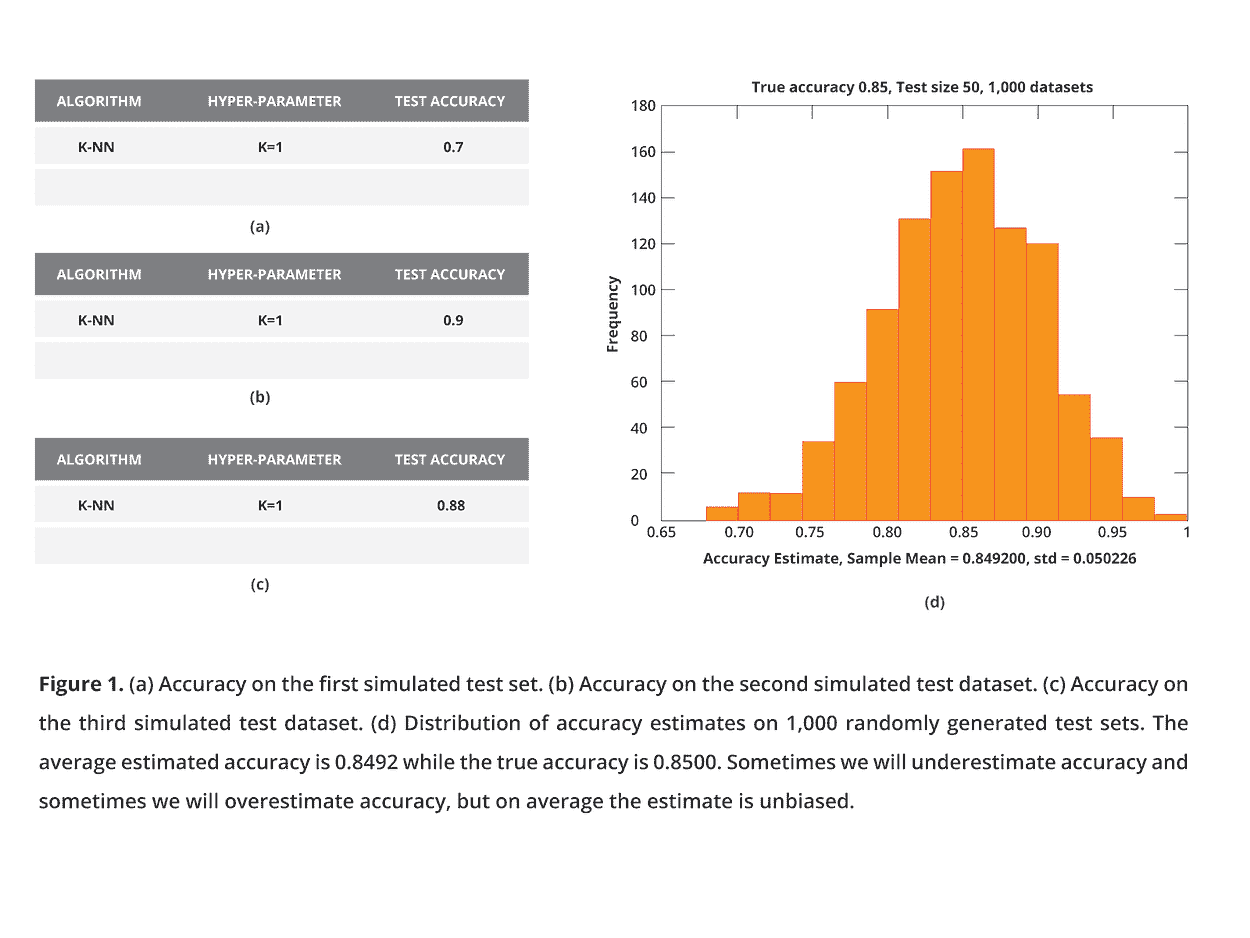 ALGORITHM HYPER-PARAMETER TEST ACCURACY
K-NN K=1 0.7
(a)
ALGORITHM HYPER-PARAMETER TEST ACCURACY
K-NN K=1 0.9
(b)
ALGORITHM HYPER-PARAMETER TEST ACCURACY
K-NN K=1 0.88
(c)
True accuracy 0.85, Test size 50, 1,000 datasets
180
160
140
120
100
80
60
40
20
0
Frequency
0.65 0.70 0.75 0.80 0.85 0.90 0.95 1
Accuracy Estimate, Sample Mean = 0.849200, std = 0.050226
(d)
Figure 1. (a) Accuracy on the first simulated test set. (b) Accuracy on the second simulated test dataset. (c) Accuracy on
the third simulated test dataset. (d) Distribution of accuracy estimates on 1,000 randomly generated test sets. The
average estimated accuracy is 0.8492 while the true accuracy is 0.8500. Sometimes we will underestimate accuracy and
sometimes we will overestimate accuracy, but on average the estimate is unbiased.